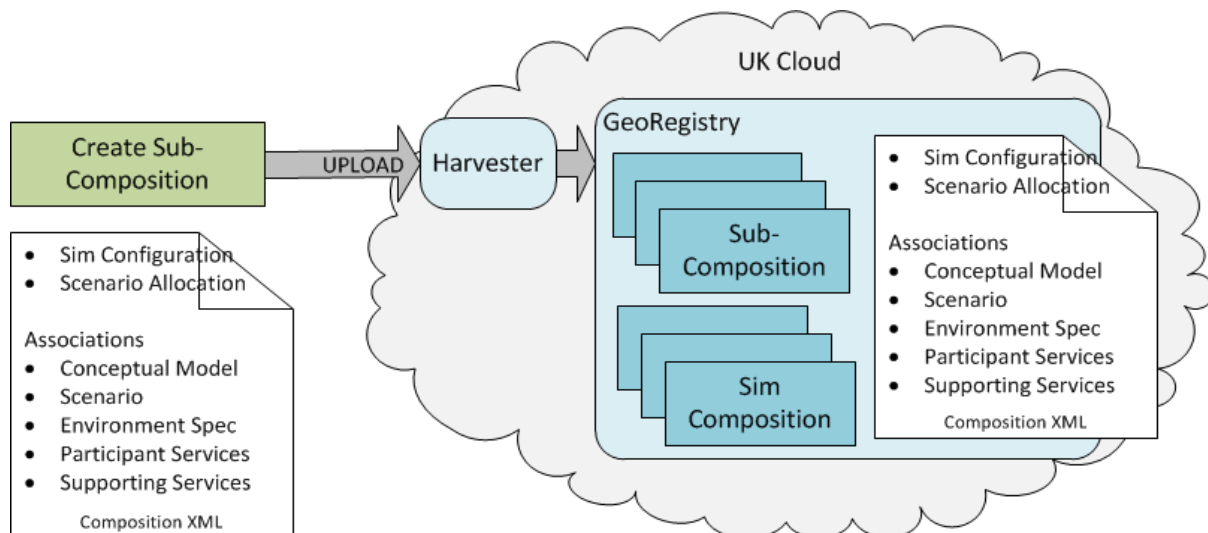 UK Cloud
Create Sub-
Composition
UPLOAD
Harvester
GeoRegistry
Sub-
Composition
Sim
Composition
• Sim Configuration
• Scenario Allocation
Associations
• Conceptual Model
• Scenario
• Environment Spec
• Participant Services
• Supporting Services
Composition XML
• Sim Configuration
• Scenario Allocation
Associations
• Conceptual Model
• Scenario
• Environment Spec
• Participant Services
• Supporting Services
Composition XML